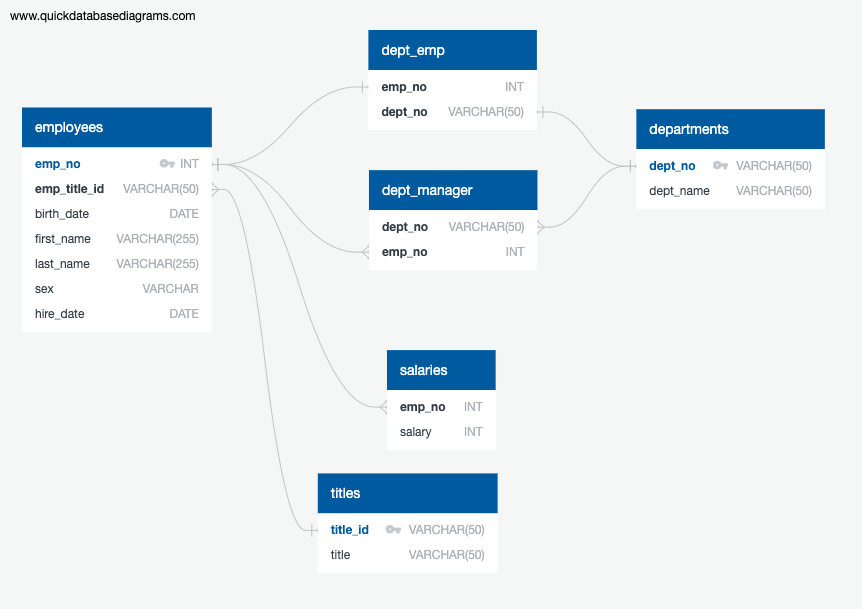 www.quickdatabasediagrams.com
employees
emp_no INT
emp_title_id VARCHAR(50)
birth_date DATE
first_name VARCHAR(255)
last_name VARCHAR(255)
sex VARCHAR
hire_date DATE
dept_emp
emp_no INT
dept_no VARCHAR(50)
dept_manager
dept_no VARCHAR(50)
emp_no INT
departments
dept_no VARCHAR(50)
dept_name VARCHAR(50)
salaries
emp_no INT
salary INT
titles
title_id VARCHAR(50)
title VARCHAR(50)